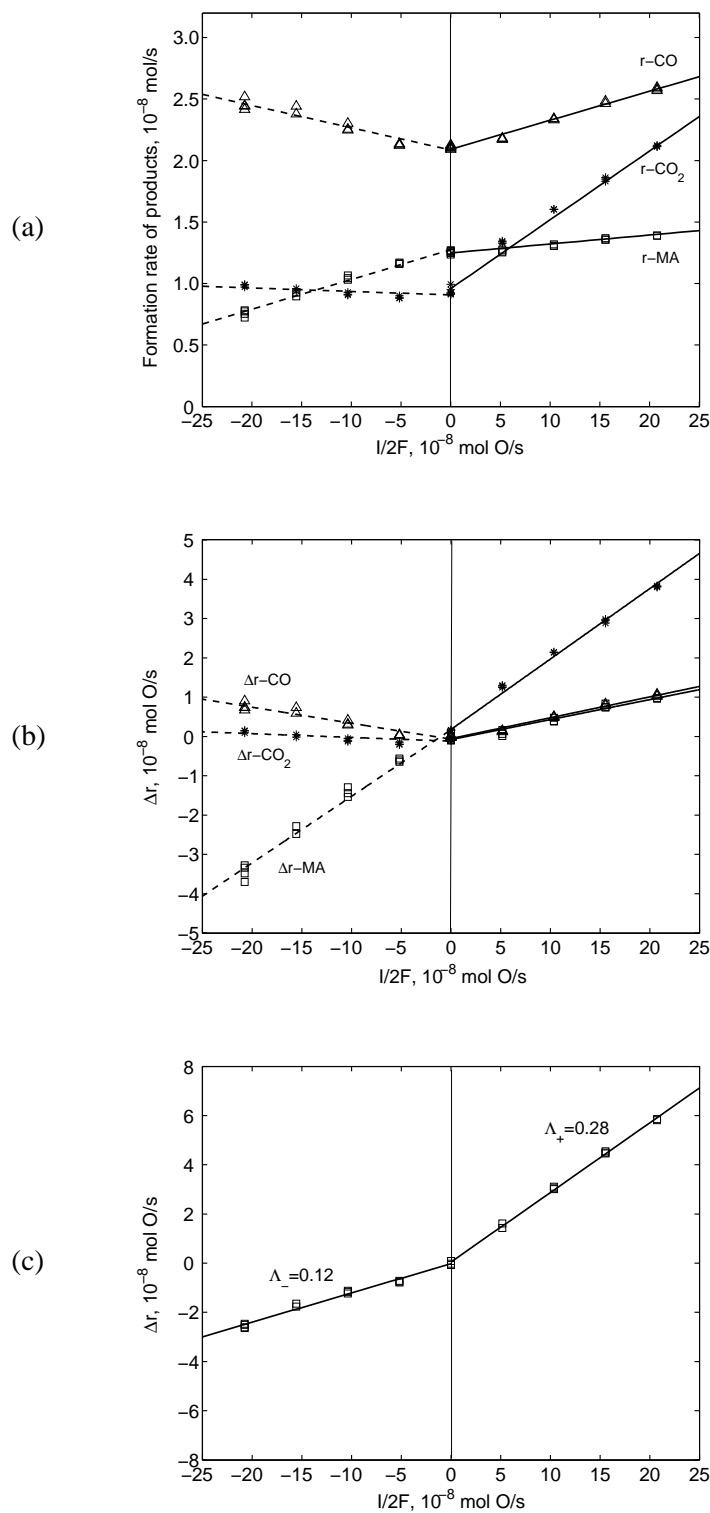 (a)
Formation rate of products, 10⁻⁸ mol/s
3.0
2.5
2.0
1.5
1.0
0.5
0
r−CO
r−CO₂
r−MA
−25 −20 −15 −10 −5 0 5 10 15 20 25
I/2F, 10⁻⁸ mol O/s
(b)
Δr, 10⁻⁸ mol O/s
5
4
3
2
1
0
−1
−2
−3
−4
−5
Δr−CO
Δr−CO₂
Δr−MA
−25 −20 −15 −10 −5 0 5 10 15 20 25
I/2F, 10⁻⁸ mol O/s
(c)
Δr, 10⁻⁸ mol O/s
8
6
4
2
0
−2
−4
−6
−8
Λ₊=0.28
Λ₋=0.12
−25 −20 −15 −10 −5 0 5 10 15 20 25
I/2F, 10⁻⁸ mol O/s